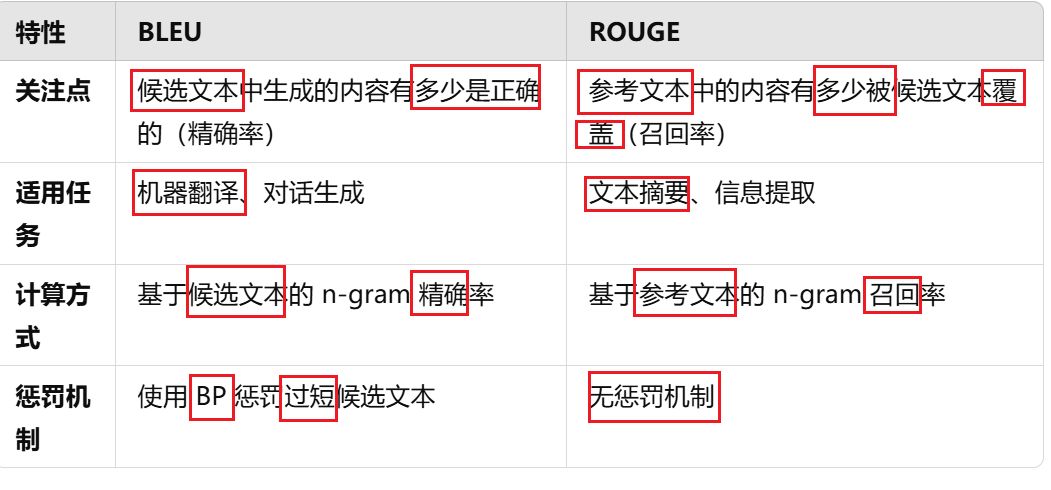 特性 BLEU ROUGE
关注点 候选文本中生成的内容有多少是正确 参考文本中的内容有多少被候选文本覆
的（精确率） 盖（召回率）
适用任 机器翻译、对话生成 文本摘要、信息提取
务
计算方 基于候选文本的 n-gram 精确率 基于参考文本的 n-gram 召回率
式
惩罚机 使用 BP 惩罚过短候选文本 无惩罚机制
制